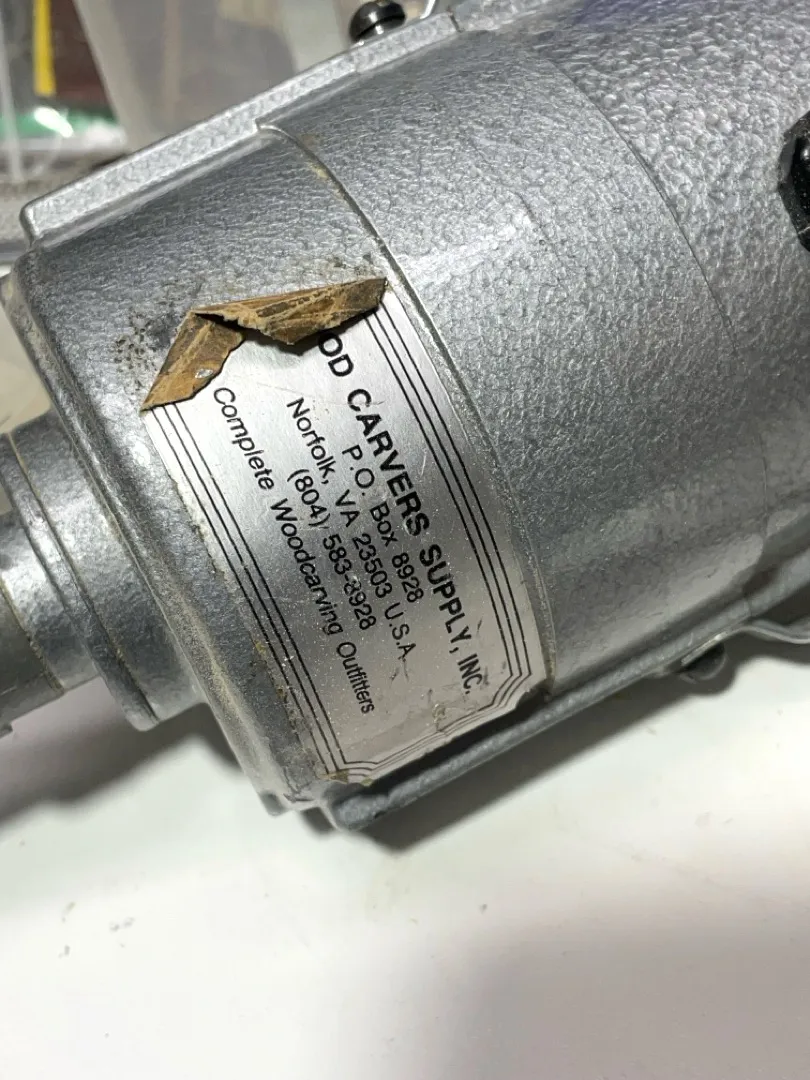 OD CARVERS SUPPLY, INC.
P.O. Box 8928
Norfolk, VA 23503 U.S.A.
(804) 583-8928
Complete Woodcarving Outfitters